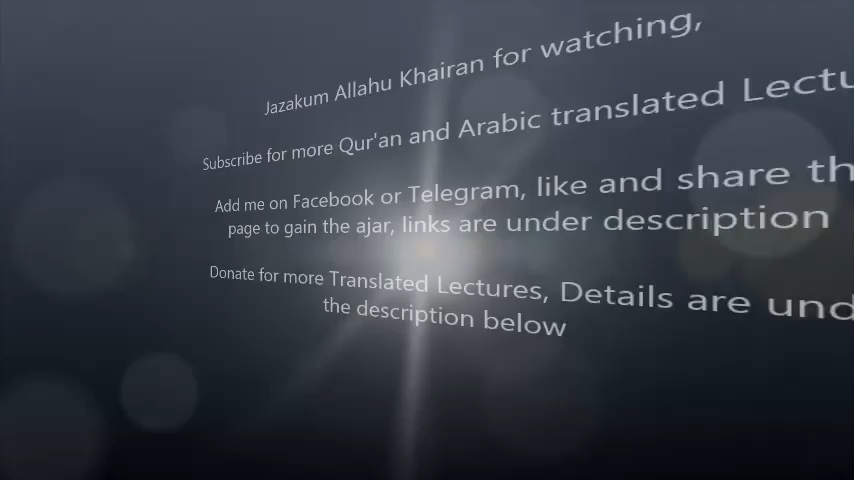 Jazakum Allahu Khairan for watching,
Subscribe for more Qur'an and Arabic translated
Add me on Facebook or Telegram, like and share
page to gain the ajar, links are under description
Donate for more Translated Lectures, Details are
the description below